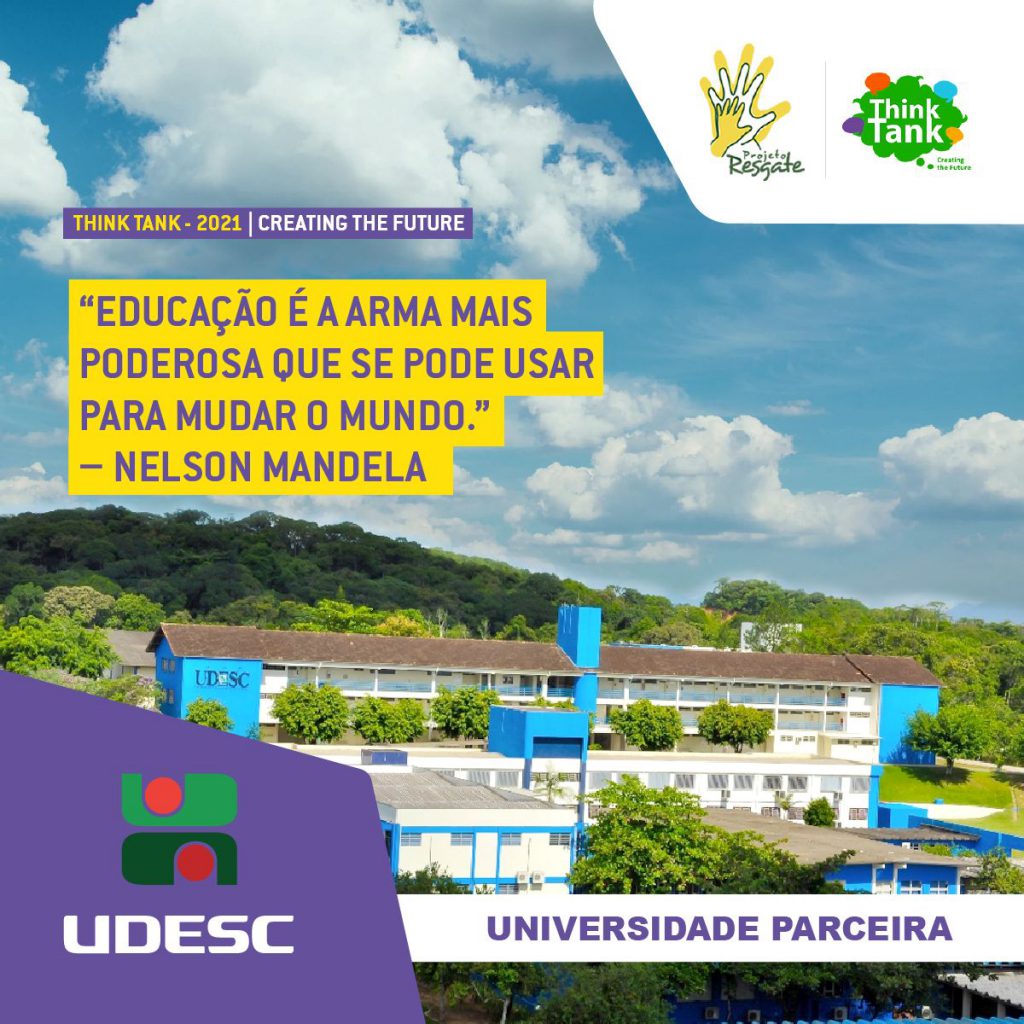 Projeto
Resgate
Think
Tank
Creating
the Future
THINK TANK - 2021 | CREATING THE FUTURE
“EDUCAÇÃO É A ARMA MAIS
PODEROSA QUE SE PODE USAR
PARA MUDAR O MUNDO.”
– NELSON MANDELA
UDESC
UDESC
UNIVERSIDADE PARCEIRA